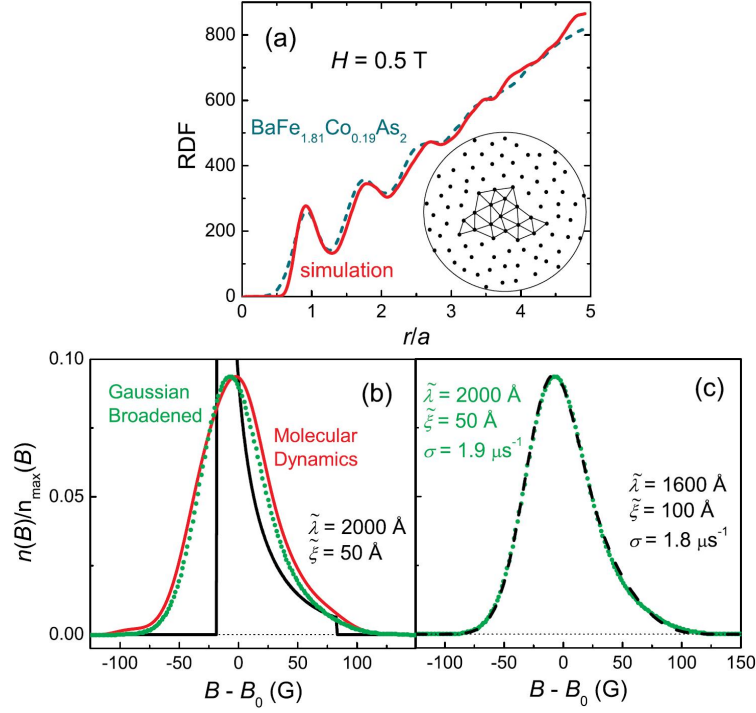 (a)
H = 0.5 T
BaFe1.81Co0.19As2
simulation
RDF
800
600
400
200
0
0 1 2 3 4 5
r/a
(b)
Gaussian
Broadened
Molecular
Dynamics
λ̃ = 2000 Å
ξ̃ = 50 Å
n(B)/nmax(B)
0.10
0.05
0.00
-100 -50 0 50 100
B - B0 (G)
(c)
λ̃ = 2000 Å
ξ̃ = 50 Å
σ = 1.9 μs-1
λ̃ = 1600 Å
ξ̃ = 100 Å
σ = 1.8 μs-1
-100 -50 0 50 100 150
B - B0 (G)